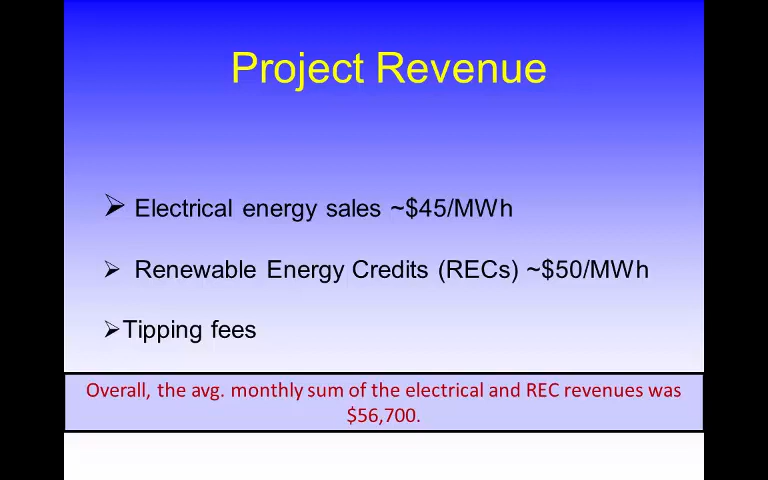 Project Revenue
➢ Electrical energy sales ~$45/MWh
➢ Renewable Energy Credits (RECs) ~$50/MWh
➢Tipping fees
Overall, the avg. monthly sum of the electrical and REC revenues was
$56,700.